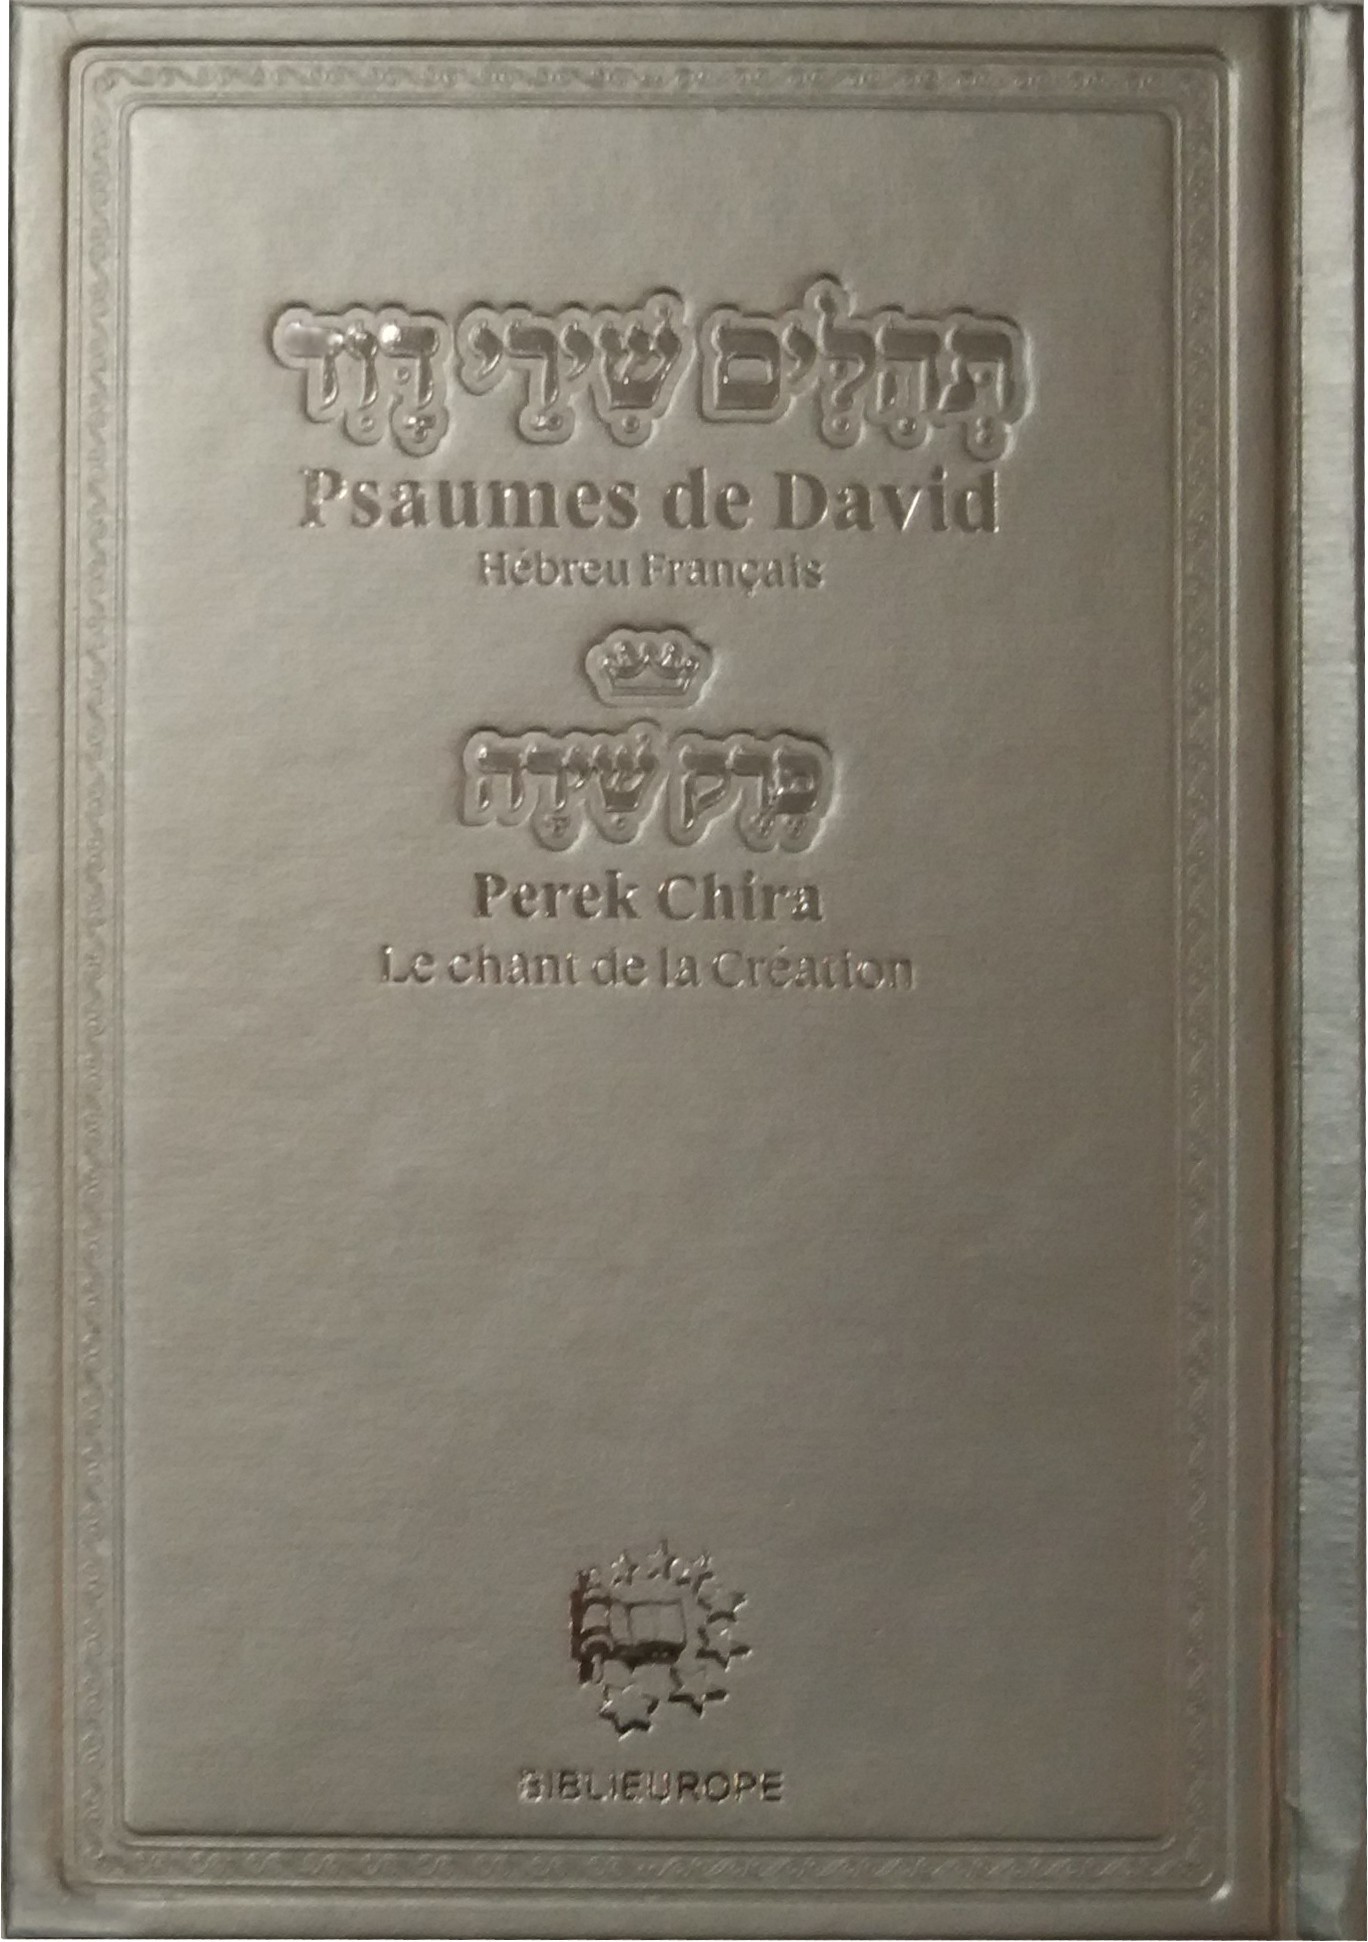 תְּהִלִּים שִׁירֵי דָּוִד
Psaumes de David
Hébreu Français
פֶּרֶק שִׁירָה
Perek Chira
Le chant de la Création
BIBLIEUROPE